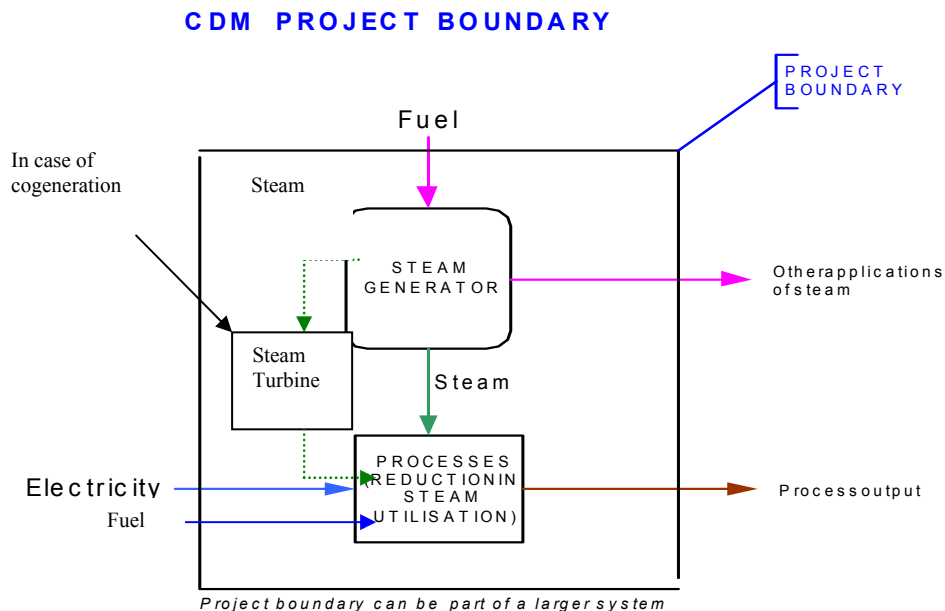 CDM PROJECT BOUNDARY
PROJECT
BOUNDARY
Fuel
In case of
cogeneration
Steam
STEAM
GENERATOR
Otherapplications
ofsteam
Steam
Turbine
Steam
PROCESSES
(REDUCTIONIN
STEAM
UTILISATION)
Electricity
Fuel
Processoutput
Project boundary can be part of a larger system